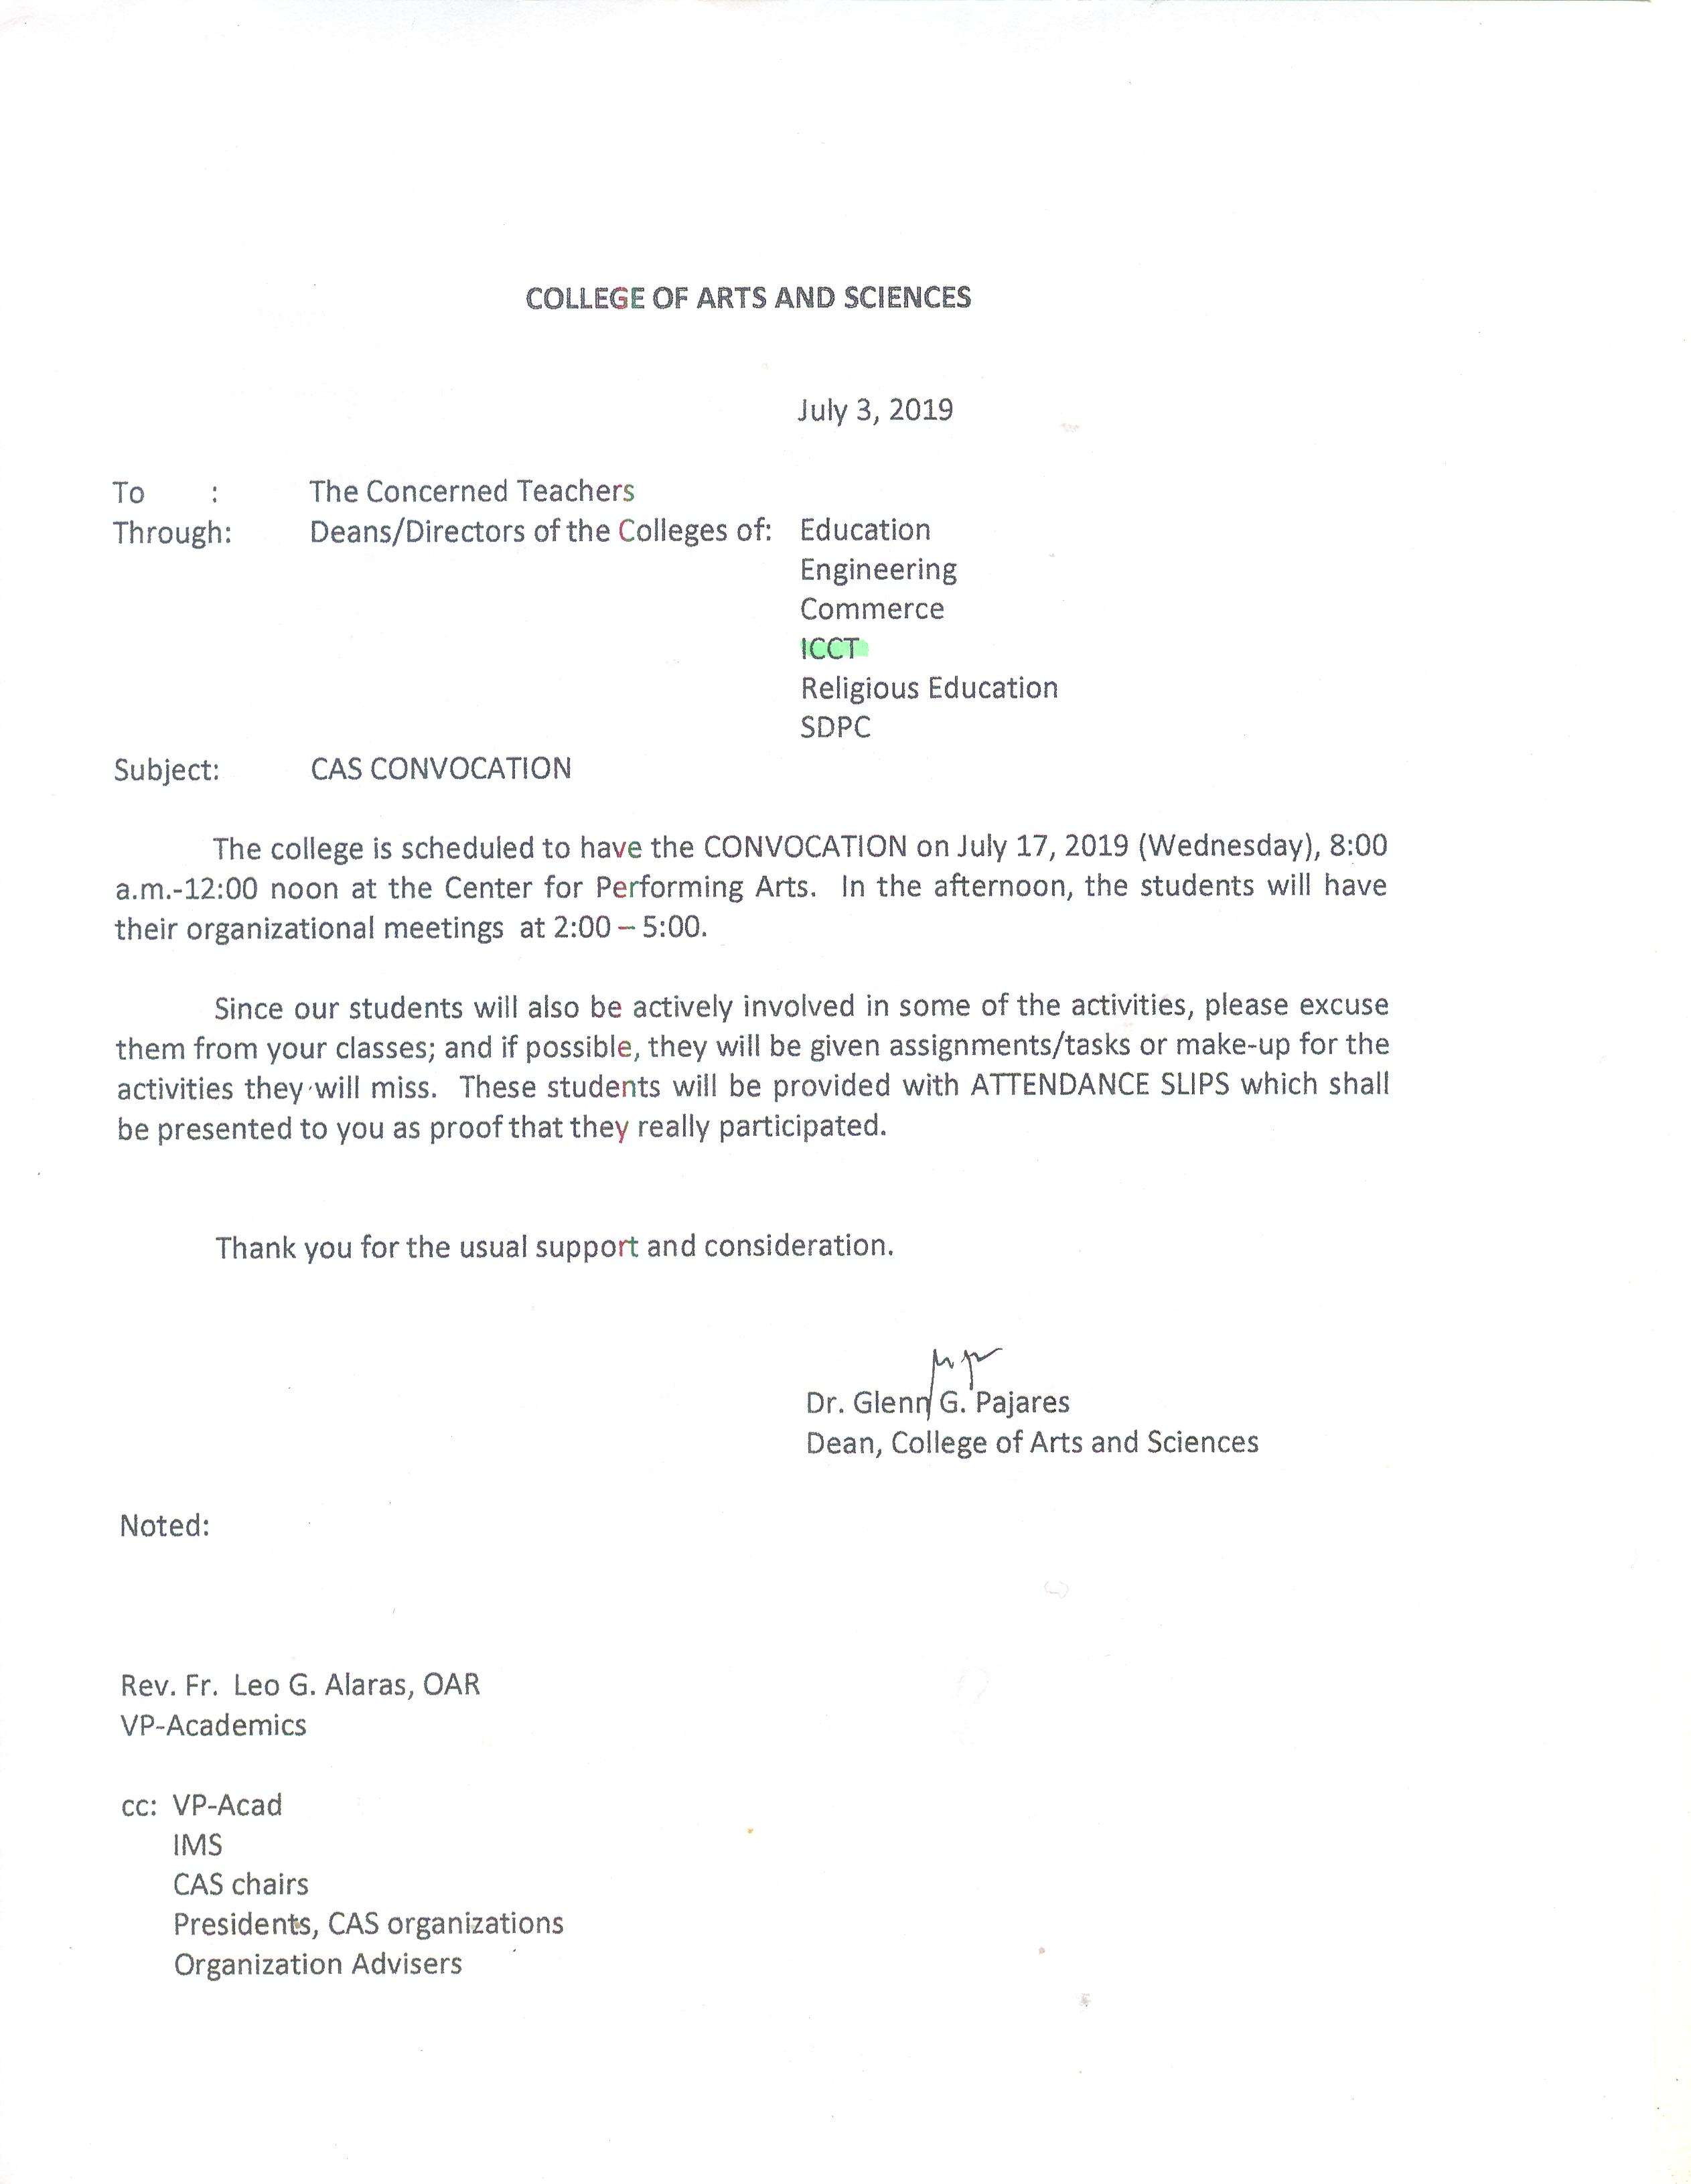 COLLEGE OF ARTS AND SCIENCES
July 3, 2019
To : The Concerned Teachers
Through: Deans/Directors of the Colleges of: Education
Engineering
Commerce
ICCT
Religious Education
SDPC
Subject: CAS CONVOCATION
The college is scheduled to have the CONVOCATION on July 17, 2019 (Wednesday), 8:00
a.m.-12:00 noon at the Center for Performing Arts. In the afternoon, the students will have
their organizational meetings at 2:00 – 5:00.
Since our students will also be actively involved in some of the activities, please excuse
them from your classes; and if possible, they will be given assignments/tasks or make-up for the
activities they will miss. These students will be provided with ATTENDANCE SLIPS which shall
be presented to you as proof that they really participated.
Thank you for the usual support and consideration.
Dr. Glenn G. Pajares
Dean, College of Arts and Sciences
Noted:
Rev. Fr. Leo G. Alaras, OAR
VP-Academics
cc: VP-Acad
IMS
CAS chairs
Presidents, CAS organizations
Organization Advisers